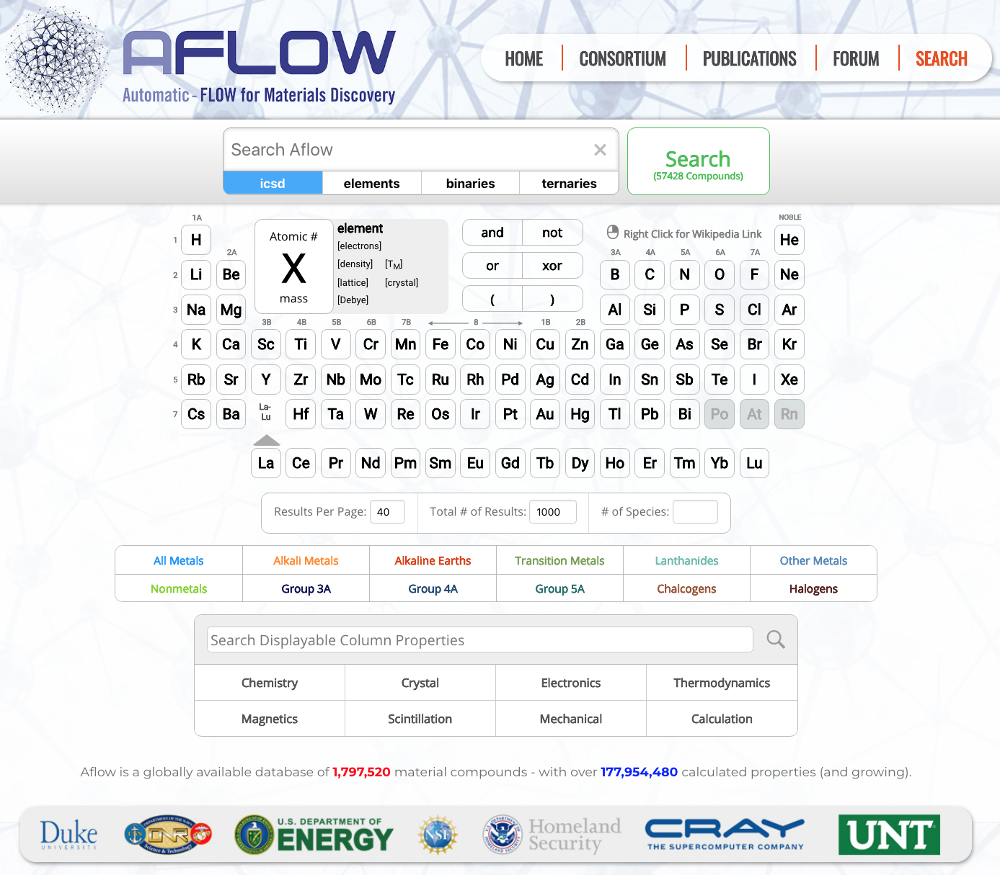 AFLOW
Automatic - FLOW for Materials Discovery
HOME
CONSORTIUM
PUBLICATIONS
FORUM
SEARCH
Search Aflow
Search
(57428 Compounds)
icsd
elements
binaries
ternaries
1A
NOBLE
Atomic #
X
mass
element
[electrons]
[density] [TM]
[lattice] [crystal]
[Debye]
and not
or xor
( )
Right Click for Wikipedia Link
1 H He
2A 3A 4A 5A 6A 7A
2 Li Be B C N O F Ne
3 Na Mg Al Si P S Cl Ar
3B 4B 5B 6B 7B 8 1B 2B
4 K Ca Sc Ti V Cr Mn Fe Co Ni Cu Zn Ga Ge As Se Br Kr
5 Rb Sr Y Zr Nb Mo Tc Ru Rh Pd Ag Cd In Sn Sb Te I Xe
7 Cs Ba La-Lu Hf Ta W Re Os Ir Pt Au Hg Tl Pb Bi Po At Rn
La Ce Pr Nd Pm Sm Eu Gd Tb Dy Ho Er Tm Yb Lu
Results Per Page: 40 Total # of Results: 1000 # of Species:
All Metals Alkali Metals Alkaline Earths Transition Metals Lanthanides Other Metals
Nonmetals Group 3A Group 4A Group 5A Chalcogens Halogens
Search Displayable Column Properties
Chemistry Crystal Electronics Thermodynamics
Magnetics Scintillation Mechanical Calculation
Aflow is a globally available database of 1,797,520 material compounds - with over 177,954,480 calculated properties (and growing).
Duke
UNIVERSITY
DEPARTMENT OF THE NAVY
ONR
Science & Technology
U.S. DEPARTMENT OF
ENERGY
NSF
Homeland
Security
CRAY
THE SUPERCOMPUTER COMPANY
UNT